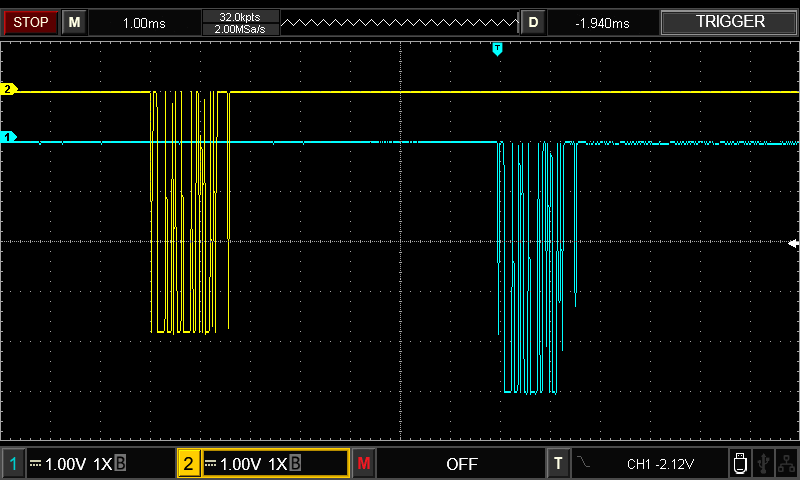 STOP M 1.00ms 32.0kpts D -1.940ms TRIGGER
2.00MSa/s
T
2
1
1 1.00V 1X B 2 1.00V 1X B M OFF T CH1 -2.12V